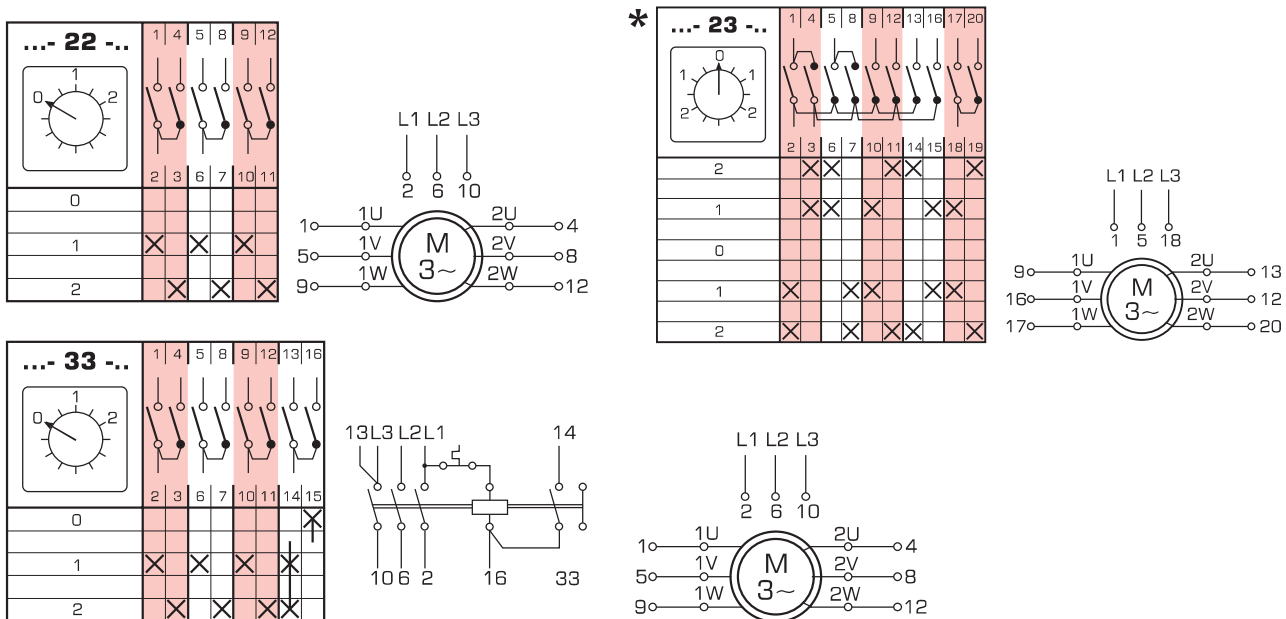 ...- 22 -..
1 4 5 8 9 12
0 1 2
2 3 6 7 10 11
0
1
2
L1 L2 L3
2 6 10
1 1U 2U 4
5 1V 2V 8
9 1W 2W 12
M
3~
*
...- 23 -..
1 4 5 8 9 12 13 16 17 20
0
1 1
2 2
2 3 6 7 10 11 14 15 18 19
2
1
0
1
2
L1 L2 L3
1 5 18
9 1U 2U 13
16 1V 2V 12
17 1W 2W 20
M
3~
...- 33 -..
1 4 5 8 9 12 13 16
0 1 2
2 3 6 7 10 11 14 15
0
1
2
13 L3 L2 L1 14
10 6 2 16 33
L1 L2 L3
2 6 10
1 1U 2U 4
5 1V 2V 8
9 1W 2W 12
M
3~